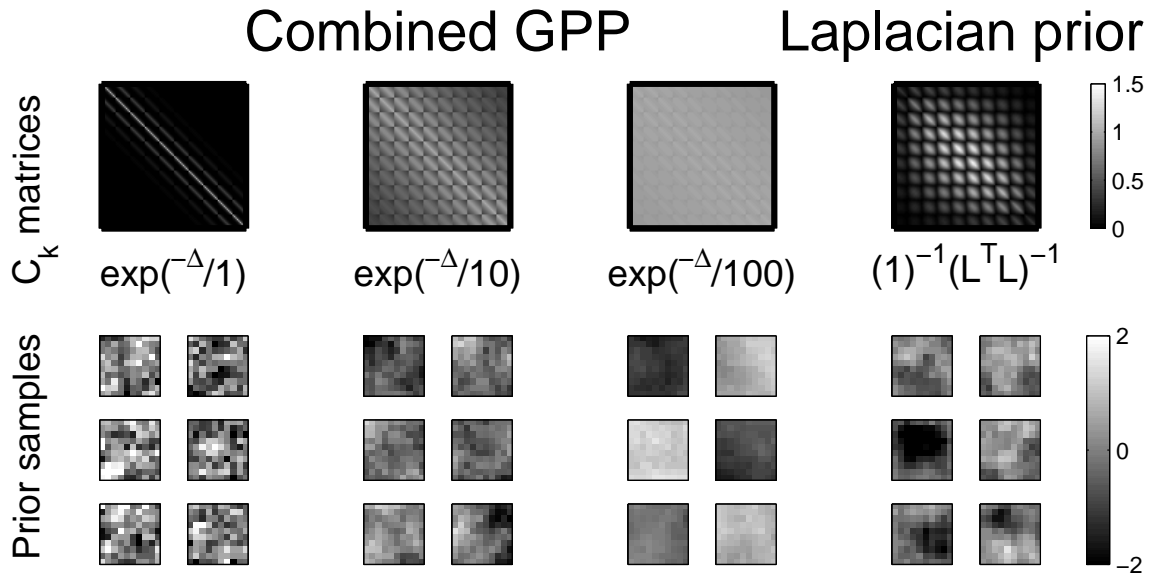 Combined GPP
Laplacian prior
C_k matrices
1.5
1
0.5
0
exp(^−Δ/1)
exp(^−Δ/10)
exp(^−Δ/100)
(1)^−1(L^TL)^−1
Prior samples
2
0
−2